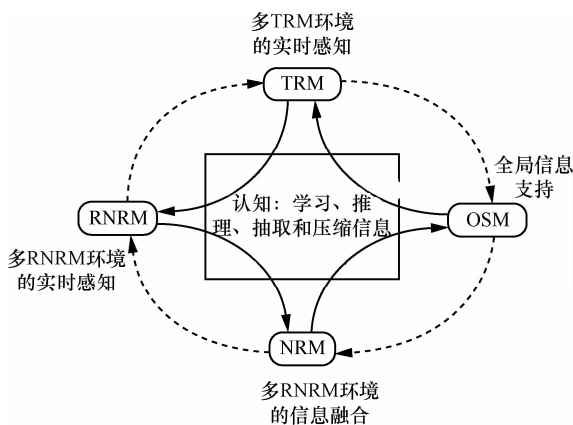 多TRM环境
的实时感知
TRM
全局信息
支持
认知：学习、推
理、抽取和压缩信息
RNRM
OSM
多RNRM环境
的实时感知
NRM
多RNRM环境
的信息融合